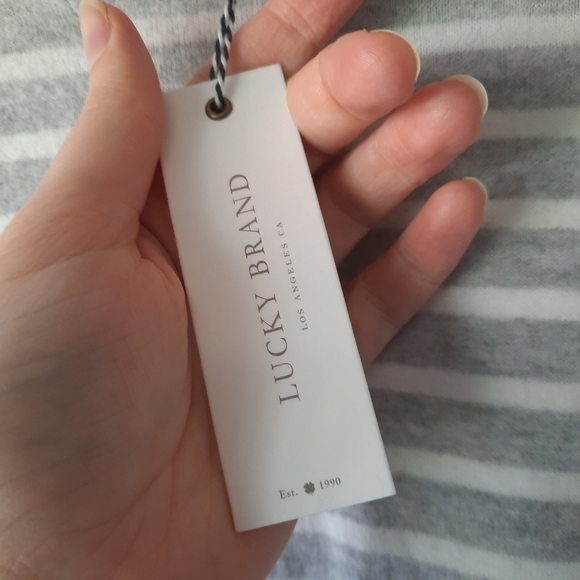 LUCKY BRAND
LOS ANGELES CA
Est. 1990